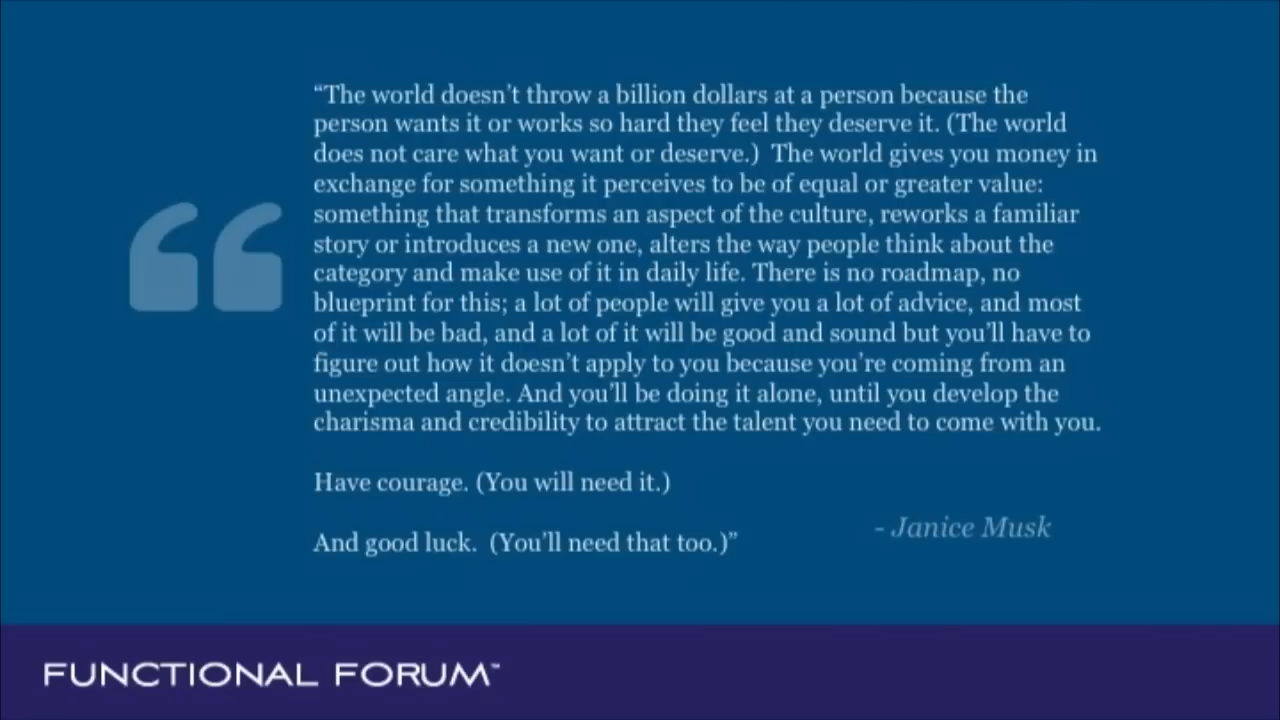 “The world doesn’t throw a billion dollars at a person because the
person wants it or works so hard they feel they deserve it. (The world
does not care what you want or deserve.)  The world gives you money in
exchange for something it perceives to be of equal or greater value:
something that transforms an aspect of the culture, reworks a familiar
story or introduces a new one, alters the way people think about the
category and make use of it in daily life. There is no roadmap, no
blueprint for this; a lot of people will give you a lot of advice, and most
of it will be bad, and a lot of it will be good and sound but you’ll have to
figure out how it doesn’t apply to you because you’re coming from an
unexpected angle. And you’ll be doing it alone, until you develop the
charisma and credibility to attract the talent you need to come with you.
Have courage. (You will need it.)
And good luck.  (You’ll need that too.)”
- Janice Musk
FUNCTIONAL FORUM™